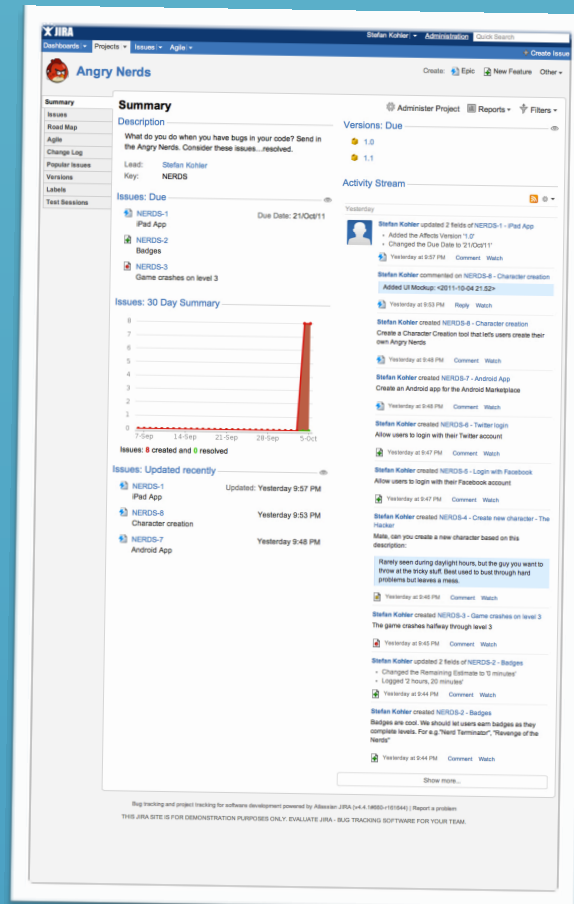 JIRA
Stefan Kohler Administration Quick Search
Dashboards Projects Issues Agile
Create Issue
Angry Nerds
Create: Epic New Feature Other
Summary
Issues
Road Map
Agile
Change Log
Popular Issues
Versions
Labels
Test Sessions
Summary
Administer Project Reports Filters
Description
What do you do when you have bugs in your code? Send in
the Angry Nerds. Consider these issues...resolved.
Lead: Stefan Kohler
Key: NERDS
Issues: Due
NERDS-1 Due Date: 21/Oct/11
iPad App
NERDS-2
Badges
NERDS-3
Game crashes on level 3
Issues: 30 Day Summary
8
7
6
5
4
3
2
1
0
7-Sep 14-Sep 21-Sep 28-Sep 5-Oct
Issues: 8 created and 0 resolved
Issues: Updated recently
NERDS-1 Updated: Yesterday 9:57 PM
iPad App
NERDS-8 Yesterday 9:53 PM
Character creation
NERDS-7 Yesterday 9:48 PM
Android App
Versions: Due
1.0
1.1
Activity Stream
Yesterday
Stefan Kohler updated 2 fields of NERDS-1 - iPad App
Added the Affects Version '1.0'
Changed the Due Date to '21/Oct/11'
Yesterday at 9:57 PM Comment Watch
Stefan Kohler commented on NERDS-8 - Character creation
Added UI Mockup: <2011-10-04 21.52>
Yesterday at 9:53 PM Reply Watch
Stefan Kohler created NERDS-8 - Character creation
Create a Character Creation tool that let's users create their
own Angry Nerds
Yesterday at 9:48 PM Comment Watch
Stefan Kohler created NERDS-7 - Android App
Create an Android app for the Android Marketplace
Yesterday at 9:48 PM Comment Watch
Stefan Kohler created NERDS-6 - Twitter login
Allow users to login with their Twitter account
Yesterday at 9:47 PM Comment Watch
Stefan Kohler created NERDS-5 - Login with Facebook
Allow users to login with their Facebook account
Yesterday at 9:47 PM Comment Watch
Stefan Kohler created NERDS-4 - Create new character - The
Hacker
Mate, can you create a new character based on this
description:
Rarely seen during daylight hours, but the guy you want to
throw at the tricky stuff. Best used to bust through hard
problems but leaves a mess.
Yesterday at 9:46 PM Comment Watch
Stefan Kohler created NERDS-3 - Game crashes on level 3
The game crashes halfway through level 3
Yesterday at 9:45 PM Comment Watch
Stefan Kohler updated 2 fields of NERDS-2 - Badges
Changed the Remaining Estimate to '0 minutes'
Logged '2 hours, 20 minutes'
Yesterday at 9:44 PM Comment Watch
Stefan Kohler created NERDS-2 - Badges
Badges are cool. We should let users earn badges as they
complete levels. For e.g."Nerd Terminator", "Revenge of the
Nerds"
Yesterday at 9:44 PM Comment Watch
Show more...
Bug tracking and project tracking for software development powered by Atlassian JIRA | Report a problem
THIS JIRA SITE IS FOR DEMONSTRATION PURPOSES ONLY. EVALUATE JIRA - BUG TRACKING SOFTWARE FOR YOUR TEAM.